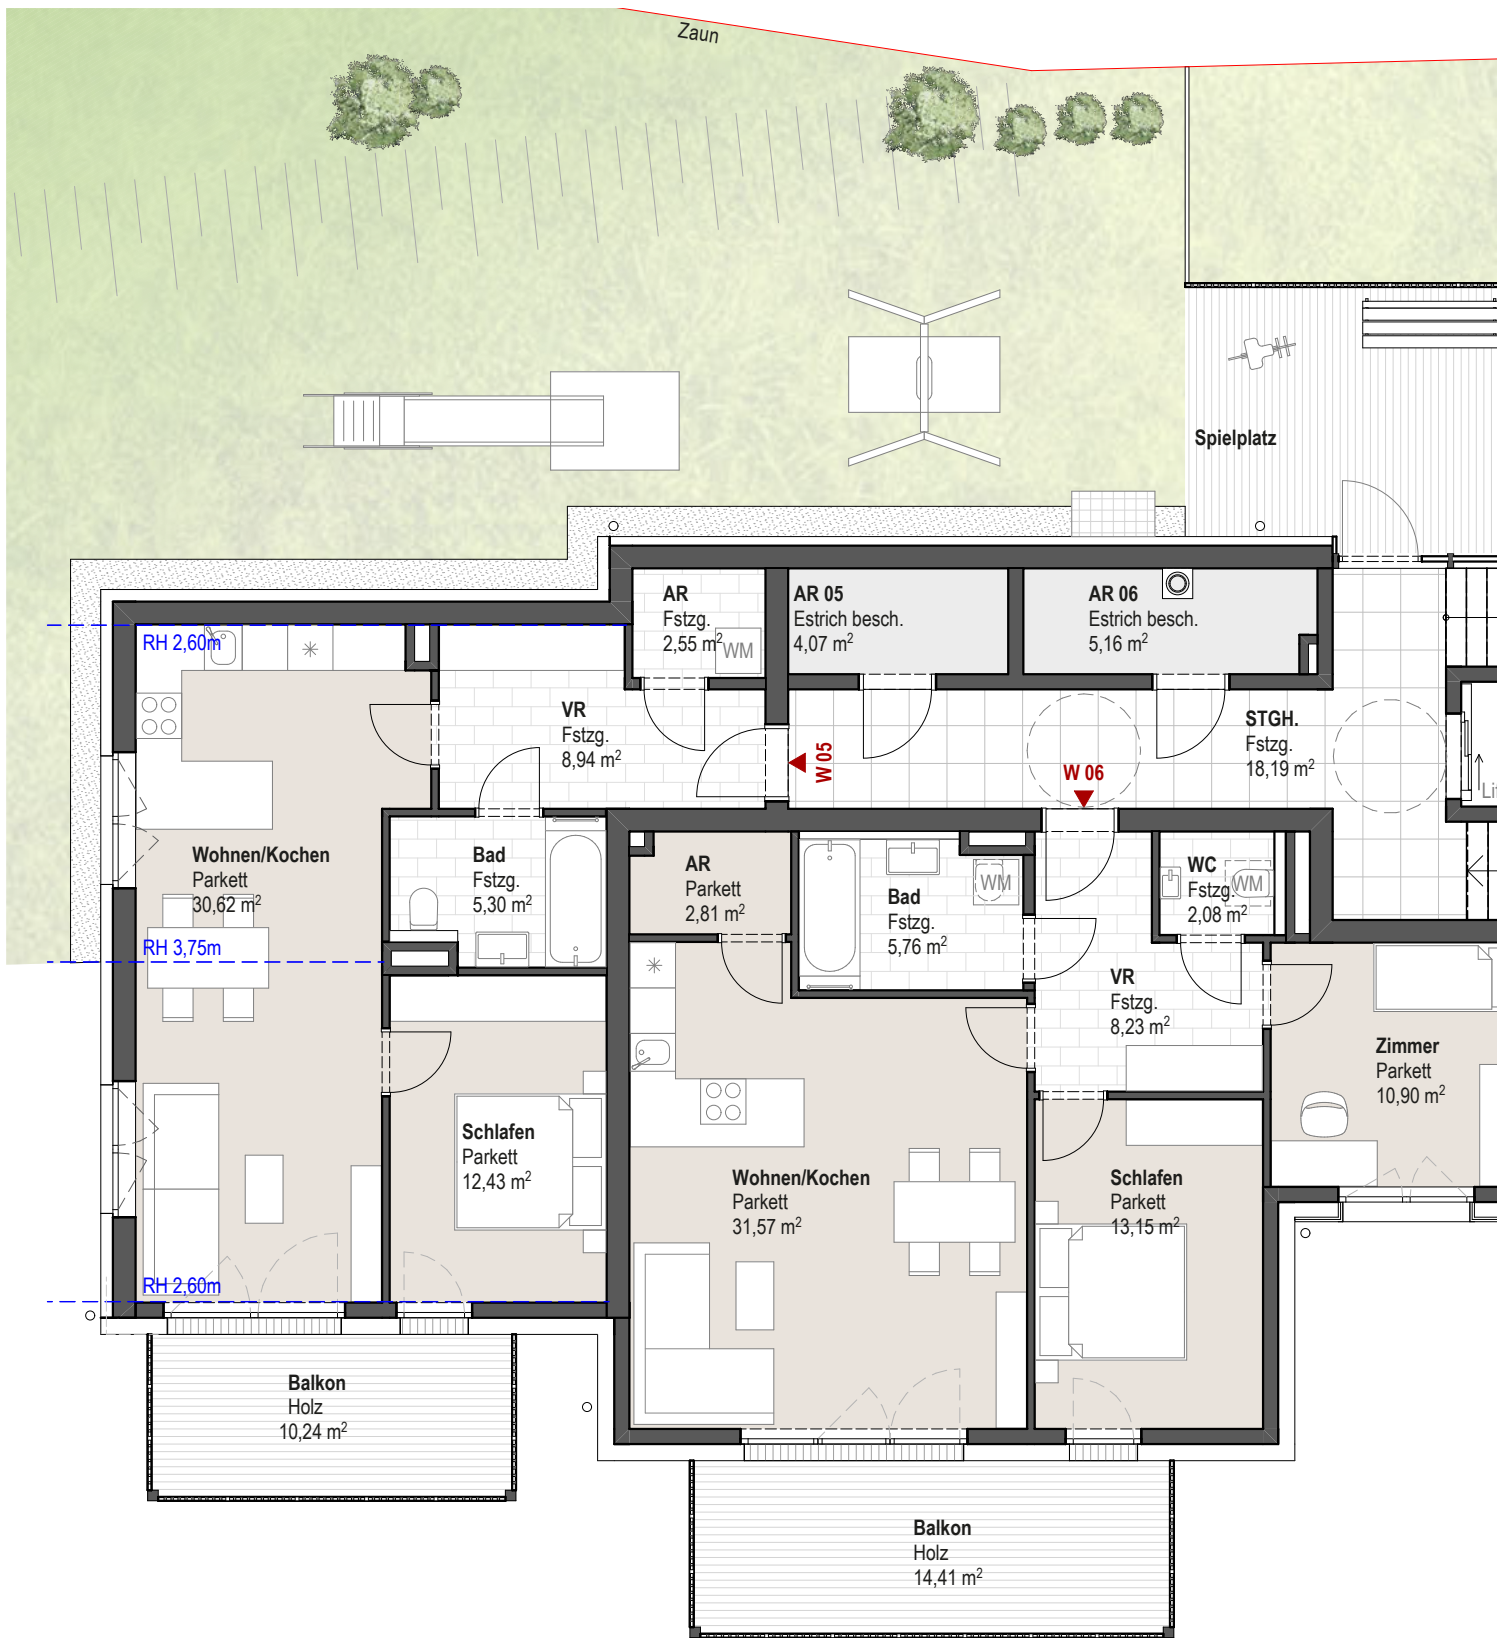 Zaun
Spielplatz
AR
Fstzg.
2,55 m²
WM
AR 05
Estrich besch.
4,07 m²
AR 06
Estrich besch.
5,16 m²
RH 2,60m
VR
Fstzg.
8,94 m²
W 05
W 06
STGH.
Fstzg.
18,19 m²
Wohnen/Kochen
Parkett
30,62 m²
Bad
Fstzg.
5,30 m²
AR
Parkett
2,81 m²
Bad
Fstzg.
5,76 m²
WM
WC
Fstzg.
2,08 m²
WM
RH 3,75m
VR
Fstzg.
8,23 m²
Zimmer
Parkett
10,90 m²
Schlafen
Parkett
12,43 m²
Wohnen/Kochen
Parkett
31,57 m²
Schlafen
Parkett
13,15 m²
RH 2,60m
Balkon
Holz
10,24 m²
Balkon
Holz
14,41 m²